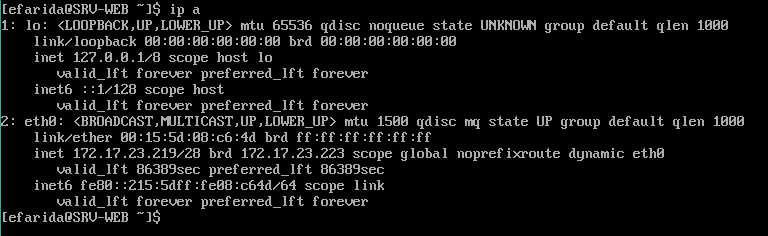 [efarida@SRV-WEB ~]$ ip a
1: lo: <LOOPBACK,UP,LOWER_UP> mtu 65536 qdisc noqueue state UNKNOWN group default qlen 1000
    link/loopback 00:00:00:00:00:00 brd 00:00:00:00:00:00
    inet 127.0.0.1/8 scope host lo
       valid_lft forever preferred_lft forever
    inet6 ::1/128 scope host
       valid_lft forever preferred_lft forever
2: eth0: <BROADCAST,MULTICAST,UP,LOWER_UP> mtu 1500 qdisc mq state UP group default qlen 1000
    link/ether 00:15:5d:08:c6:4d brd ff:ff:ff:ff:ff:ff
    inet 172.17.23.219/28 brd 172.17.23.223 scope global noprefixroute dynamic eth0
       valid_lft 86389sec preferred_lft 86389sec
    inet6 fe80::215:5dff:fe08:c64d/64 scope link
       valid_lft forever preferred_lft forever
[efarida@SRV-WEB ~]$